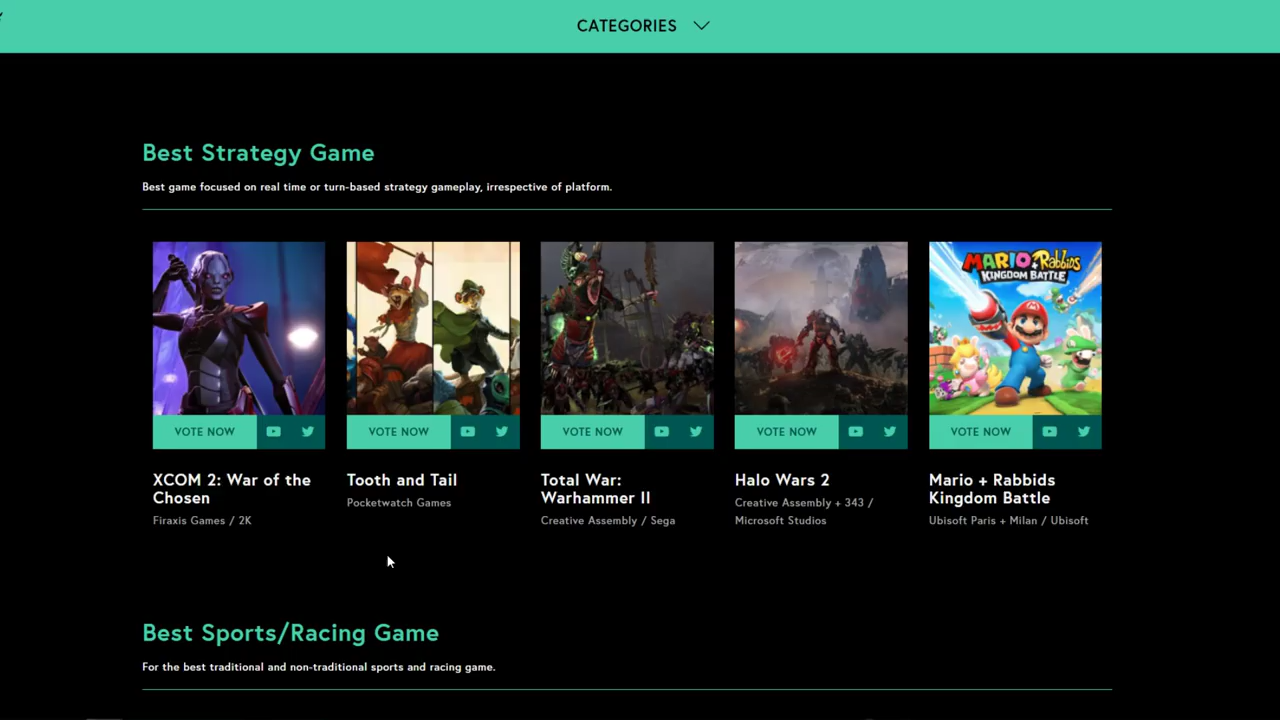 CATEGORIES
Best Strategy Game
Best game focused on real time or turn-based strategy gameplay, irrespective of platform.
MARIO + Rabbids
KINGDOM BATTLE
VOTE NOW
VOTE NOW
VOTE NOW
VOTE NOW
VOTE NOW
XCOM 2: War of the
Chosen
Firaxis Games / 2K
Tooth and Tail
Pocketwatch Games
Total War:
Warhammer II
Creative Assembly / Sega
Halo Wars 2
Creative Assembly + 343 /
Microsoft Studios
Mario + Rabbids
Kingdom Battle
Ubisoft Paris + Milan / Ubisoft
Best Sports/Racing Game
For the best traditional and non-traditional sports and racing game.